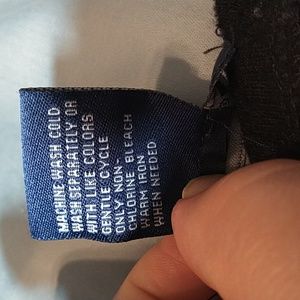 MACHINE WASH COLD
WASH SEPARATELY OR
WITH LIKE COLORS.
GENTLE CYCLE
ONLY NON-
CHLORINE BLEACH
WARM IRON
WHEN NEEDED